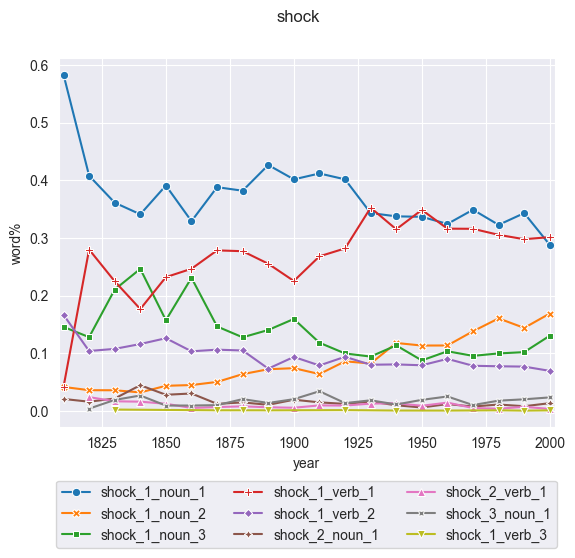 shock
0.6
0.5
0.4
0.3
0.2
0.1
0.0
word%
1825 1850 1875 1900 1925 1950 1975 2000
year
shock_1_noun_1 shock_1_verb_1 shock_2_verb_1
shock_1_noun_2 shock_1_verb_2 shock_3_noun_1
shock_1_noun_3 shock_2_noun_1 shock_1_verb_3